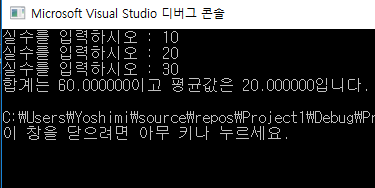 Microsoft Visual Studio 디버그 콘솔
실수를 입력하시오 : 10
실수를 입력하시오 : 20
실수를 입력하시오 : 30
합계는 60.000000이고 평균값은 20.000000입니다.
C:₩Users₩Yoshimi₩source₩repos₩Project1₩Debug₩Pr
이 창을 닫으려면 아무 키나 누르세요.